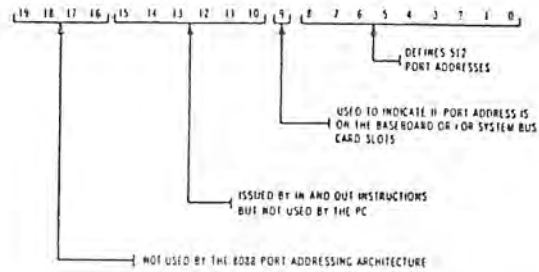 19 18 17 16 15 14 13 12 11 10 9 8 7 6 5 4 3 2 1 0
DEFINES 512
PORT ADDRESSES
USED TO INDICATE IF PORT ADDRESS IS
ON THE BASEBOARD OR FOR SYSTEM BUS
CARD SLOTS
ISSUED BY IN AND OUT INSTRUCTIONS
BUT NOT USED BY THE PC
NOT USED BY THE 8088 PORT ADDRESSING ARCHITECTURE